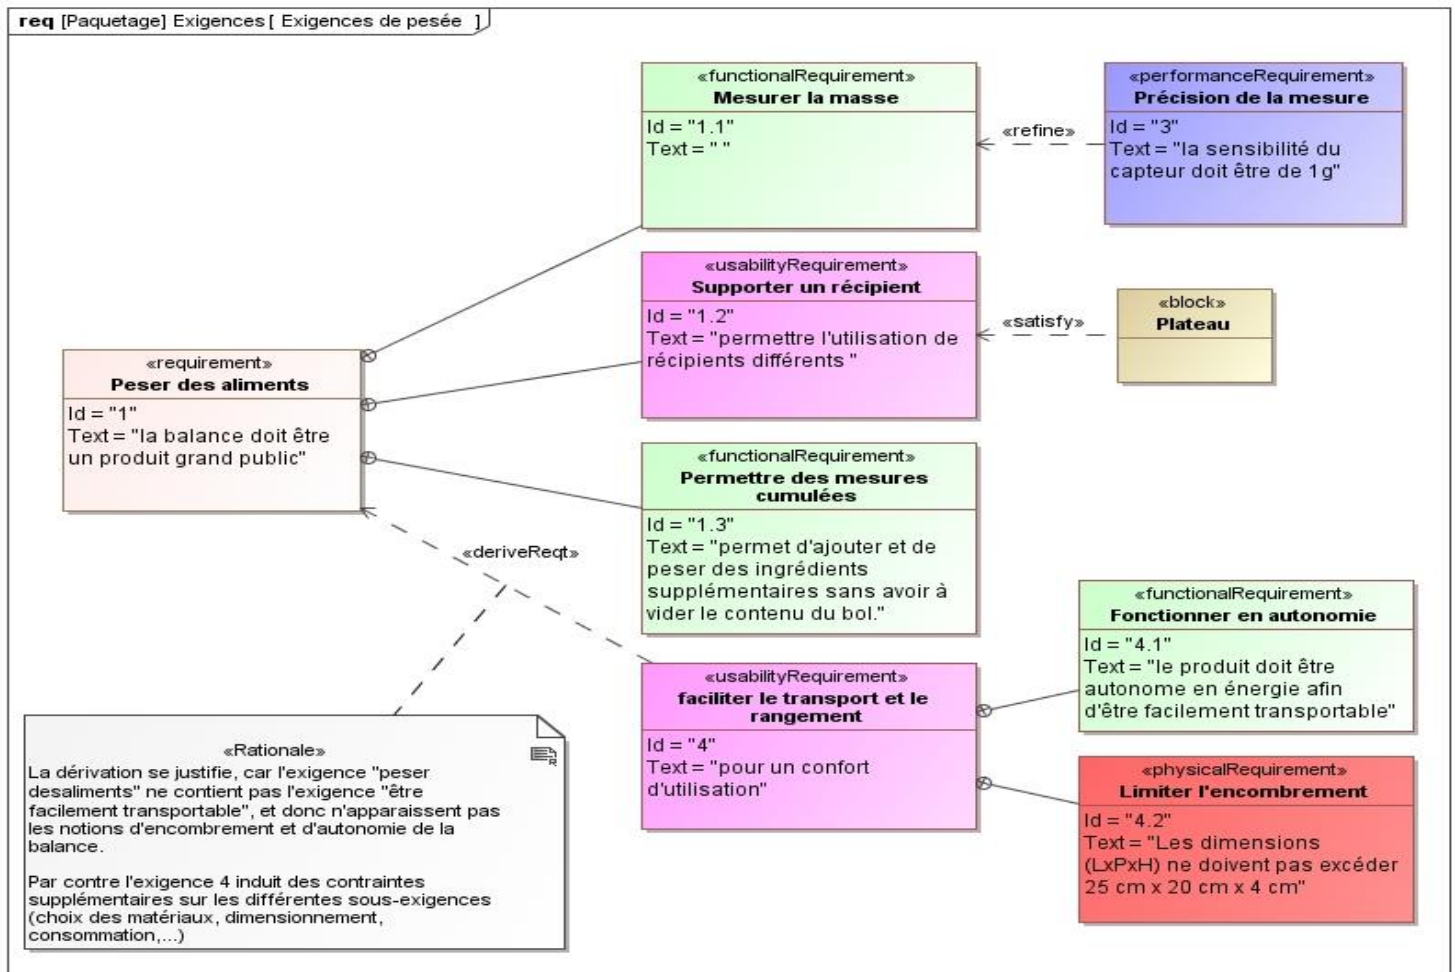 req [Paquetage] Exigences [ Exigences de pesée ]
«functionalRequirement»
Mesurer la masse
Id = "1.1"
Text = " "
«refine»
«performanceRequirement»
Précision de la mesure
Id = "3"
Text = "la sensibilité du
capteur doit être de 1g"
«usabilityRequirement»
Supporter un récipient
Id = "1.2"
Text = "permettre l'utilisation de
récipients différents "
«satisfy»
«block»
Plateau
«requirement»
Peser des aliments
Id = "1"
Text = "la balance doit être
un produit grand public"
«functionalRequirement»
Permettre des mesures
cumulées
Id = "1.3"
Text = "permet d'ajouter et de
peser des ingrédients
supplémentaires sans avoir à
vider le contenu du bol."
«deriveReqt»
«usabilityRequirement»
faciliter le transport et le
rangement
Id = "4"
Text = "pour un confort
d'utilisation"
«functionalRequirement»
Fonctionner en autonomie
Id = "4.1"
Text = "le produit doit être
autonome en énergie afin
d'être facilement transportable"
«physicalRequirement»
Limiter l'encombrement
Id = "4.2"
Text = "Les dimensions
(LxPxH) ne doivent pas excéder
25 cm x 20 cm x 4 cm"
«Rationale»
La dérivation se justifie, car l'exigence "peser
desaliments" ne contient pas l'exigence "être
facilement transportable", et donc n'apparaissent pas
les notions d'encombrement et d'autonomie de la
balance.
Par contre l'exigence 4 induit des contraintes
supplémentaires sur les différentes sous-exigences
(choix des matériaux, dimensionnement,
consommation,...)